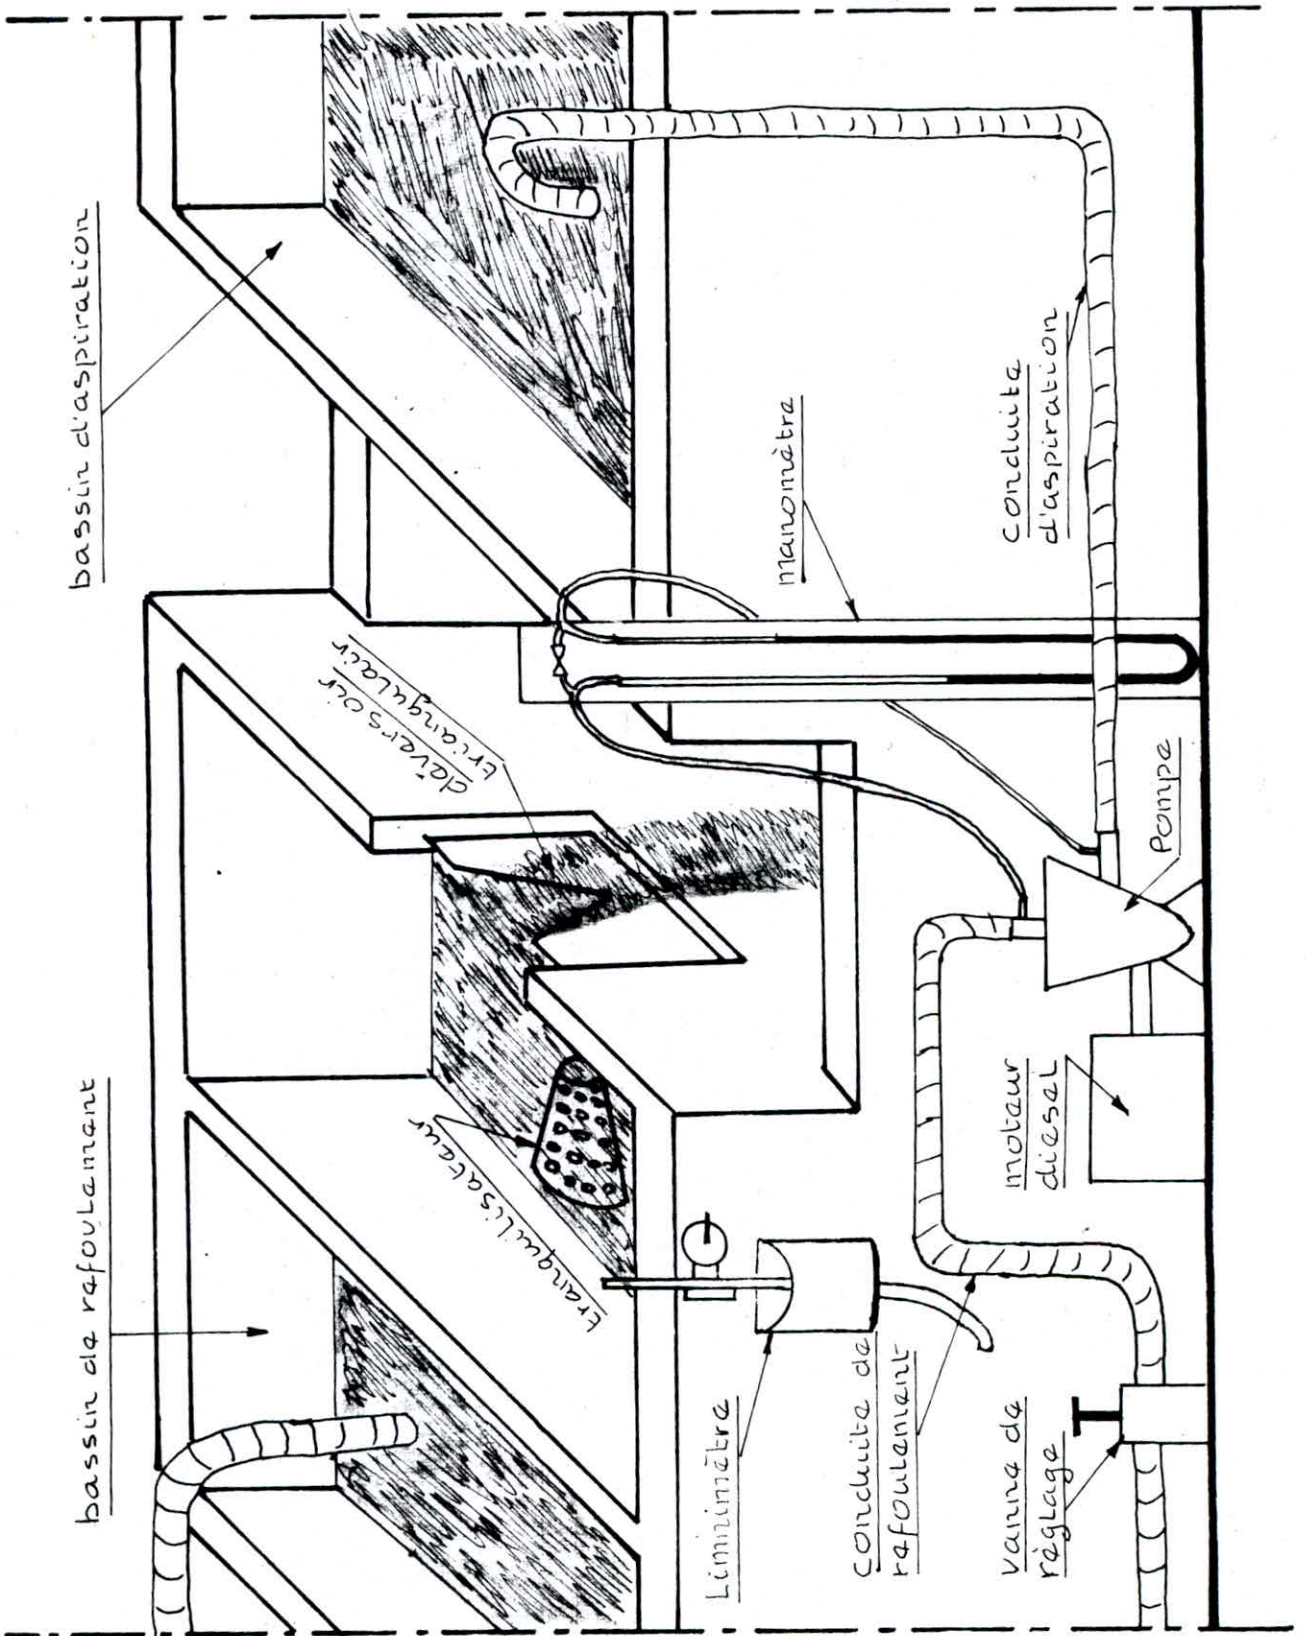 bassin de refoulement
bassin d'aspiration
déversoir
triangulair
tranquilisateur
manomètre
conduite
d'aspiration
Limnimètre
conduite de
refoulement
moteur
diesel
Pompe
vanne de
réglage